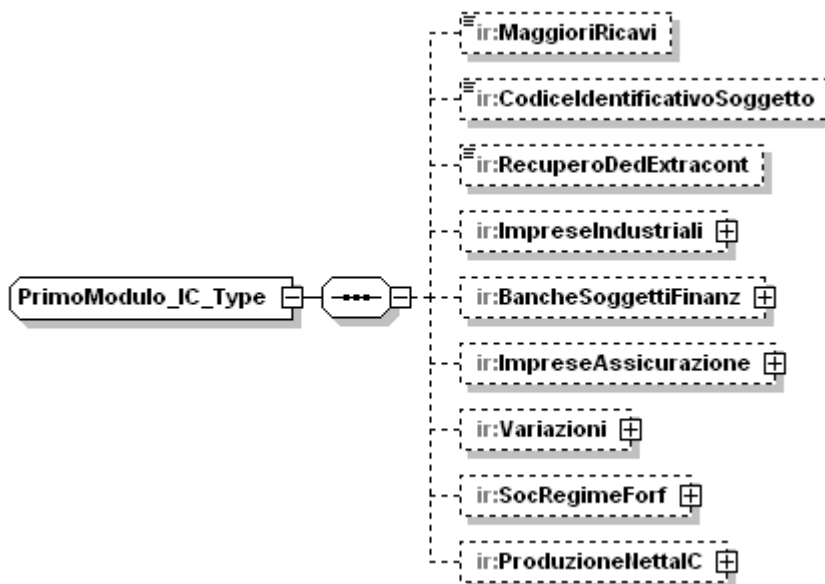 ir:MaggioriRicavi
ir:CodiceIdentificativoSoggetto
ir:RecuperoDedExtracont
ir:ImpreseIndustriali
PrimoModulo_IC_Type
ir:BancheSoggettiFinanz
ir:ImpreseAssicurazione
ir:Variazioni
ir:SocRegimeForf
ir:ProduzioneNettaIC